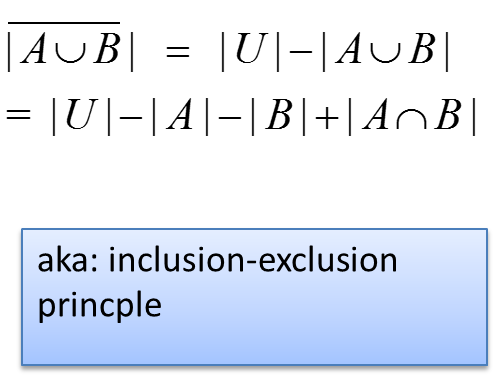 |A∪B̅| = |U|−|A∪B|
= |U|−|A|−|B|+|A∩B|
aka: inclusion-exclusion
princple